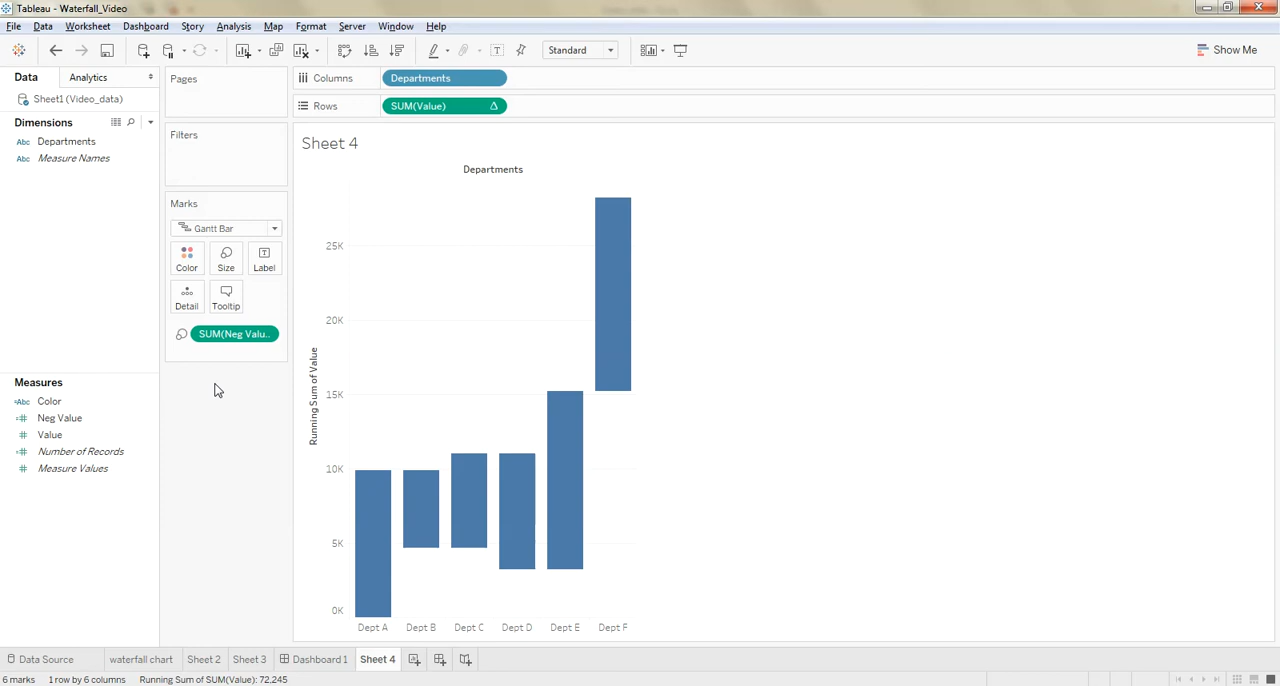 Tableau - Waterfall_Video
File Data Worksheet Dashboard Story Analysis Map Format Server Window Help
Standard
Show Me
Data Analytics
Sheet1 (Video_data)
Dimensions
Abc Departments
Abc Measure Names
Measures
=Abc Color
=# Neg Value
# Value
=# Number of Records
# Measure Values
Pages
Filters
Marks
Gantt Bar
Color Size Label
Detail Tooltip
SUM(Neg Valu..
Columns Departments
Rows SUM(Value) Δ
Sheet 4
Departments
Running Sum of Value
25K
20K
15K
10K
5K
0K
Dept A Dept B Dept C Dept D Dept E Dept F
Data Source waterfall chart Sheet 2 Sheet 3 Dashboard 1 Sheet 4
6 marks 1 row by 6 columns Running Sum of SUM(Value): 72,245